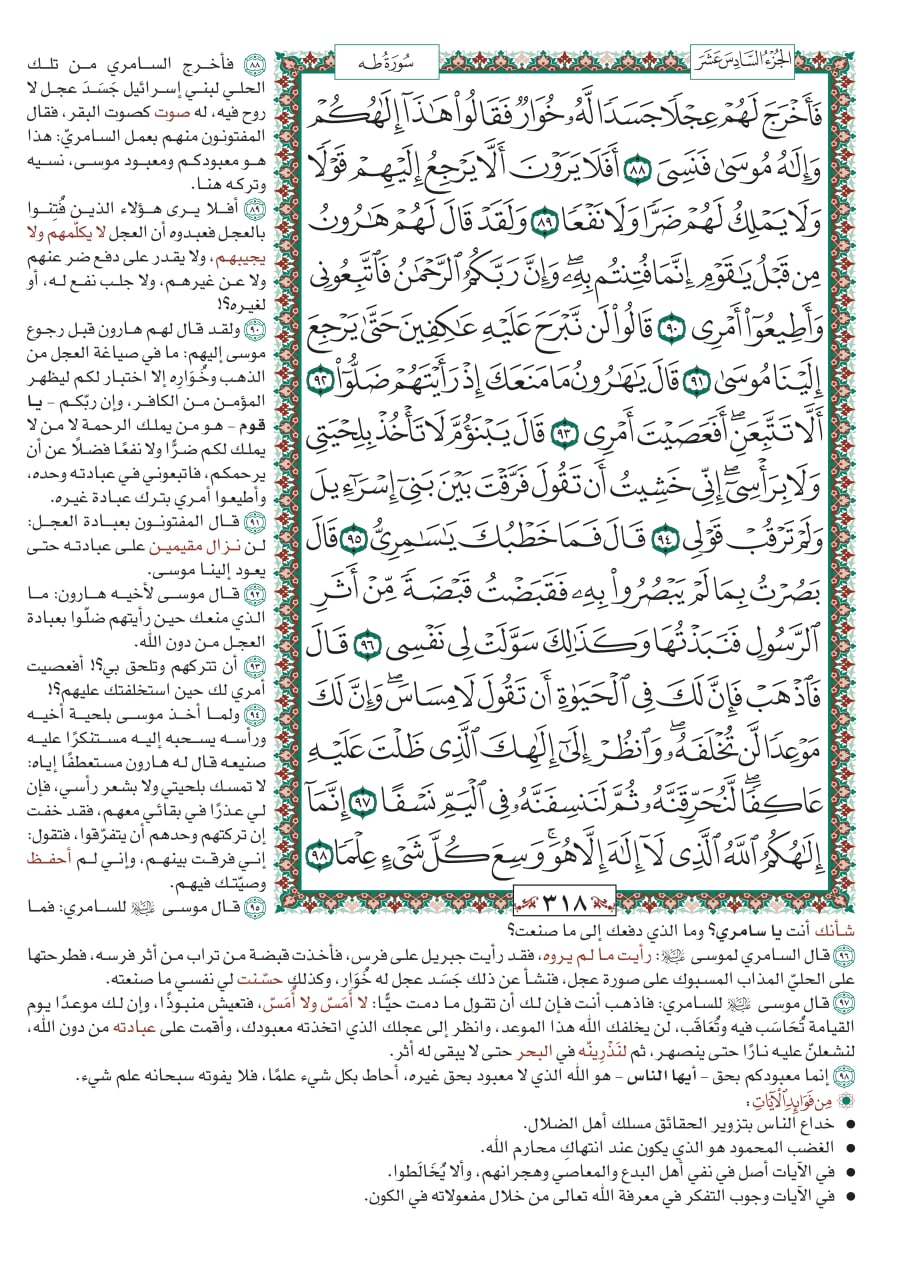 الجُزْءُ السَّادِسَ عَشَرَ
سُورَةُ طه
فَأَخْرَجَ لَهُمْ عِجْلًا جَسَدًا لَّهُۥ خُوَارٌ فَقَالُوا۟ هَٰذَآ إِلَٰهُكُمْ
وَإِلَٰهُ مُوسَىٰ فَنَسِىَ ٨٨ أَفَلَا يَرَوْنَ أَلَّا يَرْجِعُ إِلَيْهِمْ قَوْلًا
وَلَا يَمْلِكُ لَهُمْ ضَرًّا وَلَا نَفْعًا ٨٩ وَلَقَدْ قَالَ لَهُمْ هَٰرُونُ
مِن قَبْلُ يَٰقَوْمِ إِنَّمَا فُتِنتُم بِهِۦۖ وَإِنَّ رَبَّكُمُ ٱلرَّحْمَٰنُ فَٱتَّبِعُونِى
وَأَطِيعُوٓا۟ أَمْرِى ٩٠ قَالُوا۟ لَن نَّبْرَحَ عَلَيْهِ عَٰكِفِينَ حَتَّىٰ يَرْجِعَ
إِلَيْنَا مُوسَىٰ ٩١ قَالَ يَٰهَٰرُونُ مَا مَنَعَكَ إِذْ رَأَيْتَهُمْ ضَلُّوٓا۟ ٩٢
أَلَّا تَتَّبِعَنِۖ أَفَعَصَيْتَ أَمْرِى ٩٣ قَالَ يَبْنَؤُمَّ لَا تَأْخُذْ بِلِحْيَتِى
وَلَا بِرَأْسِىٓۖ إِنِّى خَشِيتُ أَن تَقُولَ فَرَّقْتَ بَيْنَ بَنِىٓ إِسْرَٰٓءِيلَ
وَلَمْ تَرْقُبْ قَوْلِى ٩٤ قَالَ فَمَا خَطْبُكَ يَٰسَٰمِرِىُّ ٩٥ قَالَ
بَصُرْتُ بِمَا لَمْ يَبْصُرُوا۟ بِهِۦ فَقَبَضْتُ قَبْضَةً مِّنْ أَثَرِ
ٱلرَّسُولِ فَنَبَذْتُهَا وَكَذَٰلِكَ سَوَّلَتْ لِى نَفْسِى ٩٦ قَالَ
فَٱذْهَبْ فَإِنَّ لَكَ فِى ٱلْحَيَوٰةِ أَن تَقُولَ لَا مِسَاسَۖ وَإِنَّ لَكَ
مَوْعِدًا لَّن تُخْلَفَهُۥۖ وَٱنظُرْ إِلَىٰٓ إِلَٰهِكَ ٱلَّذِى ظَلْتَ عَلَيْهِ
عَاكِفًاۖ لَّنُحَرِّقَنَّهُۥ ثُمَّ لَنَنسِفَنَّهُۥ فِى ٱلْيَمِّ نَسْفًا ٩٧ إِنَّمَآ
إِلَٰهُكُمُ ٱللَّهُ ٱلَّذِى لَآ إِلَٰهَ إِلَّا هُوَۚ وَسِعَ كُلَّ شَىْءٍ عِلْمًا ٩٨
٣١٨
٨٨ فأخرج السامري من تلك
الحلي لبني إسرائيل جَسَدَ عجل لا
روح فيه، له صوت كصوت البقر، فقال
المفتونون منهم بعمل السامريّ: هذا
هو معبودكم ومعبود موسى، نسيه
وتركه هنا.
٨٩ أفلا يرى هؤلاء الذين فُتِنوا
بالعجل فعبدوه أن العجل لا يكلّمهم ولا
يجيبهم، ولا يقدر على دفع ضر عنهم
ولا عن غيرهم، ولا جلب نفع له، أو
لغيره؟!
٩٠ ولقد قال لهم هارون قبل رجوع
موسى إليهم: ما في صياغة العجل من
الذهب وخُوَارِه إلا اختبار لكم ليظهر
المؤمن من الكافر، وإن ربّكم - يا
قوم - هو من يملك الرحمة لا من لا
يملك لكم ضرًّا ولا نفعًا فضلًا عن أن
يرحمكم، فاتبعوني في عبادته وحده،
وأطيعوا أمري بترك عبادة غيره.
٩١ قال المفتونون بعبادة العجل:
لن نزال مقيمين على عبادته حتى
يعود إلينا موسى.
٩٢ قال موسى لأخيه هارون: ما
الذي منعك حين رأيتهم ضلّوا بعبادة
العجل من دون الله.
٩٣ أن تتركهم وتلحق بي؟! أفعصيت
أمري لك حين استخلفتك عليهم؟!
٩٤ ولما أخذ موسى بلحية أخيه
ورأسه يسحبه إليه مستنكرًا عليه
صنيعه قال له هارون مستعطفًا إياه:
لا تمسك بلحيتي ولا بشعر رأسي، فإن
لي عذرًا في بقائي معهم، فقد خفت
إن تركتهم وحدهم أن يتفرّقوا، فتقول:
إني فرقت بينهم، وإني لم أحفظ
وصيّتك فيهم.
٩٥ قال موسى ﵇ للسامري: فما
شأنك أنت يا سامري؟ وما الذي دفعك إلى ما صنعت؟
٩٦ قال السامري لموسى ﵇: رأيت ما لم يروه، فقد رأيت جبريل على فرس، فأخذت قبضة من تراب من أثر فرسه، فطرحتها
على الحليّ المذاب المسبوك على صورة عجل، فنشأ عن ذلك جَسَد عجل له خُوَار، وكذلك حسّنت لي نفسي ما صنعته.
٩٧ قال موسى ﵇ للسامري: فاذهب أنت فإن لك أن تقول ما دمت حيًّا: لا أَمَسّ ولا أُمَسّ، فتعيش منبوذًا، وإن لك موعدًا يوم
القيامة تُحَاسَب فيه وتُعَاقَب، لن يخلفك الله هذا الموعد، وانظر إلى عجلك الذي اتخذته معبودك، وأقمت على عبادته من دون الله،
لنشعلنّ عليه نارًا حتى ينصهر، ثم لنَذْرِينّه في البحر حتى لا يبقى له أثر.
٩٨ إنما معبودكم بحق - أيها الناس - هو الله الذي لا معبود بحق غيره، أحاط بكل شيء علمًا، فلا يفوته سبحانه علم شيء.
مِن فَوَائِدِ الآيَاتِ:
• خداع الناس بتزوير الحقائق مسلك أهل الضلال.
• الغضب المحمود هو الذي يكون عند انتهاكِ محارم الله.
• في الآيات أصل في نفي أهل البدع والمعاصي وهجرانهم، وألا يُخَالَطوا.
• في الآيات وجوب التفكر في معرفة الله تعالى من خلال مفعولاته في الكون.